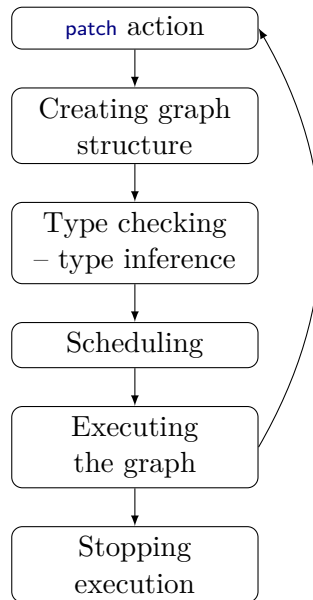 patch action
Creating graph
structure
Type checking
– type inference
Scheduling
Executing
the graph
Stopping
execution